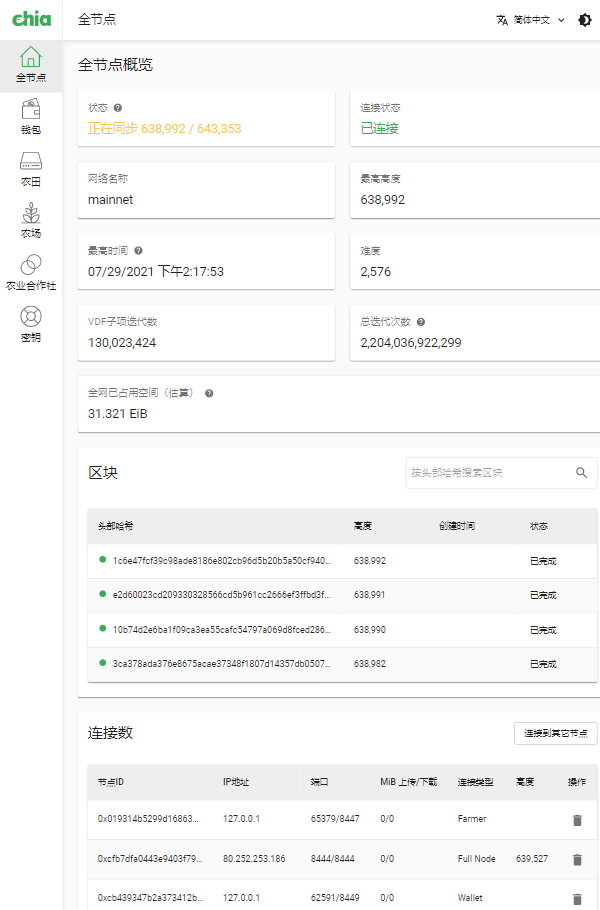 chia
全节点
简体中文
全节点
钱包
农田
农场
农业合作社
密钥
全节点概览
状态
正在同步 638,992 / 643,353
连接状态
已连接
网络名称
mainnet
最高高度
638,992
最高时间
07/29/2021 下午2:17:53
难度
2,576
VDF子项迭代数
130,023,424
总迭代次数
2,204,036,922,299
全网已占用空间（估算）
31.321 EiB
区块
按头部哈希搜索区块
头部哈希 高度 创建时间 状态
1c6e47fcf39c98ade8186e802cb96d5b20b5a50cf940... 638,992 已完成
e2d60023cd209330328566cd5b961cc2666ef3ffbd3f... 638,991 已完成
10b74d2e6ba1f09ca3ea55cafc54797a069d8fced286... 638,990 已完成
3ca378ada376e8675acae37348f1807d14357db0507... 638,982 已完成
连接数
连接到其它节点
节点ID IP地址 端口 MiB 上传/下载 连接类型 高度 操作
0x019314b5299d16863... 127.0.0.1 65379/8447 0/0 Farmer
0xcfb7dfa0443e9403f79... 80.252.253.186 8444/8444 0/0 Full Node 639,527
0xcb439347b2a373412b... 127.0.0.1 62591/8449 0/0 Wallet